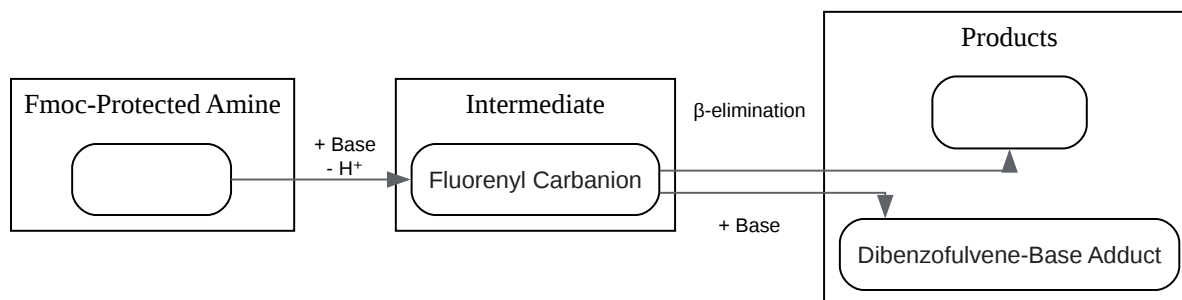 Products
Fmoc-Protected Amine
Intermediate
β-elimination
+ Base
- H⁺
Fluorenyl Carbanion
+ Base
Dibenzofulvene-Base Adduct